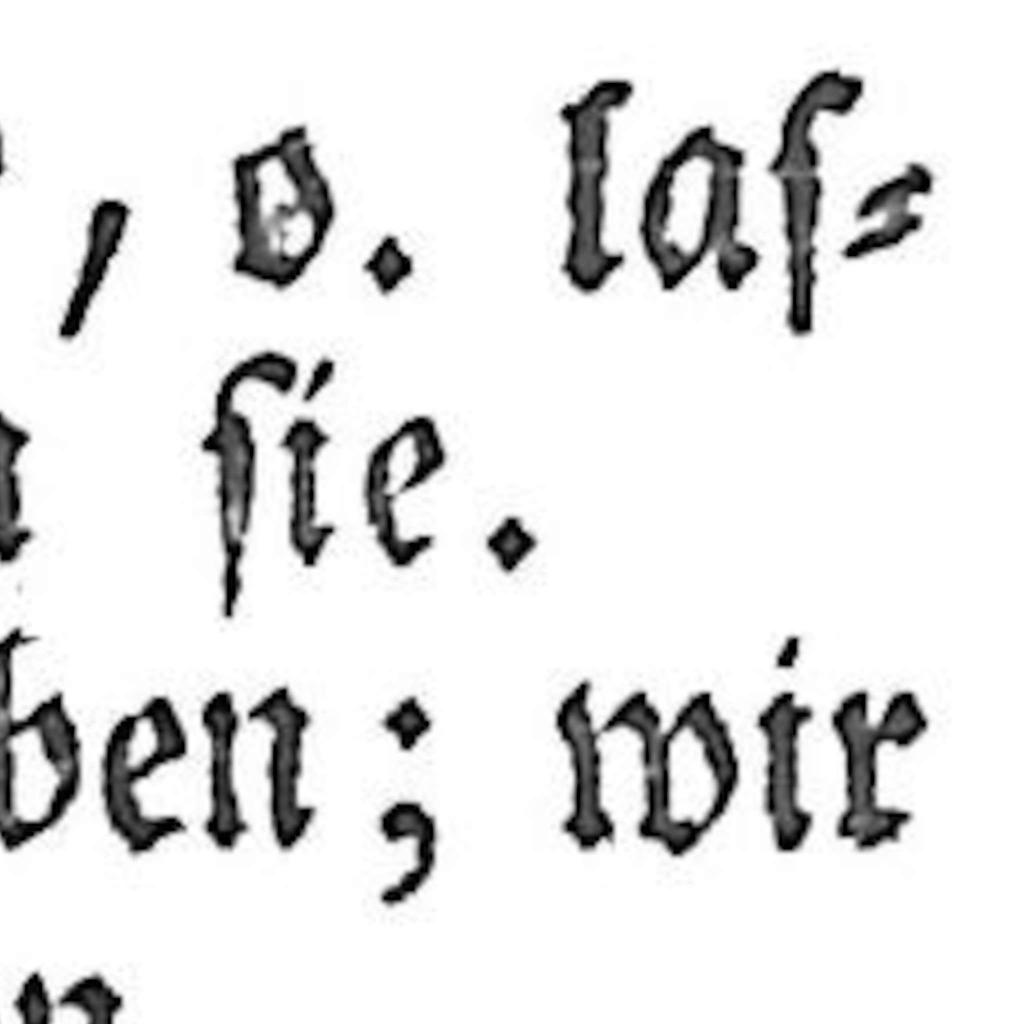 , o. laſ⸗
ſie.
ben; wir